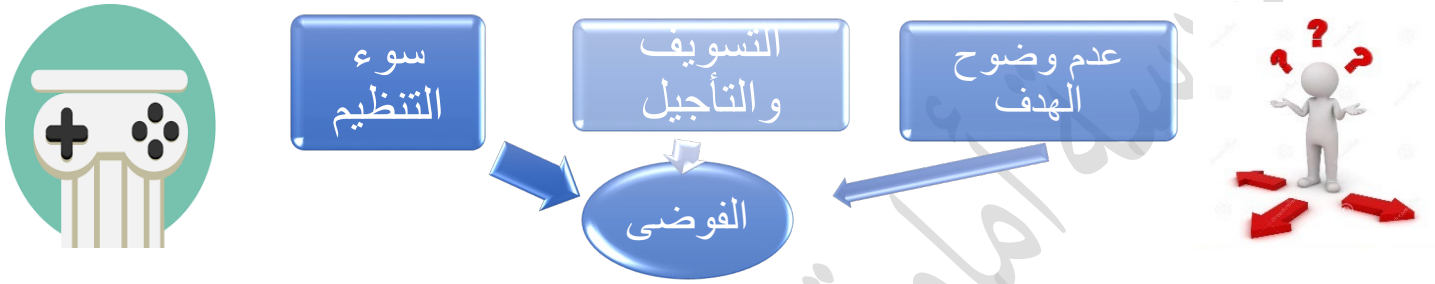 عدم وضوح
الهدف
التسويف
والتأجيل
سوء
التنظيم
الفوضى